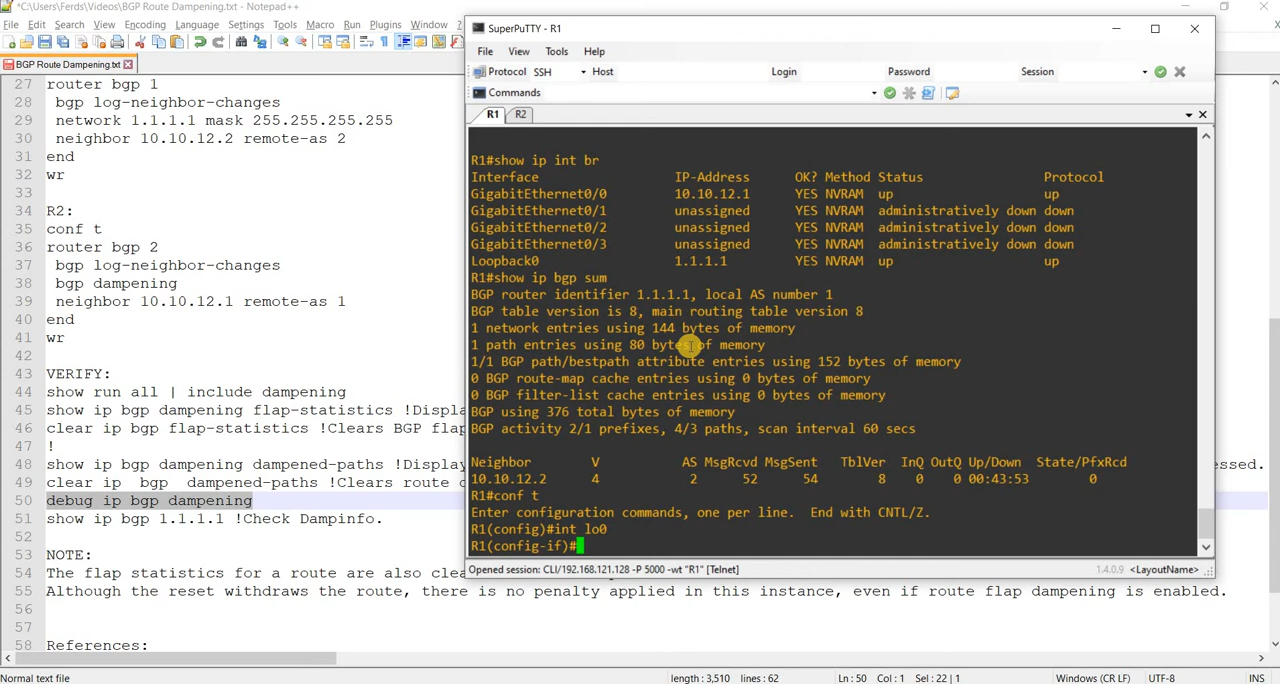 *C:\Users\Ferds\Videos\BGP Route Dampening.txt - Notepad++
File Edit Search View Encoding Language Settings Tools Macro Run Plugins Window ?
BGP Route Dampening.txt
27 router bgp 1
28 bgp log-neighbor-changes
29 network 1.1.1.1 mask 255.255.255.255
30 neighbor 10.10.12.2 remote-as 2
31 end
32 wr
33
34 R2:
35 conf t
36 router bgp 2
37 bgp log-neighbor-changes
38 bgp dampening
39 neighbor 10.10.12.1 remote-as 1
40 end
41 wr
42
43 VERIFY:
44 show run all | include dampening
45 show ip bgp dampening flap-statistics !Displa
46 clear ip bgp flap-statistics !Clears BGP flap
47 !
48 show ip bgp dampening dampened-paths !Display
ssed.
49 clear ip  bgp  dampened-paths !Clears route d
50 debug ip bgp dampening
51 show ip bgp 1.1.1.1 !Check Dampinfo.
52
53 NOTE:
54 The flap statistics for a route are also clea
55 Although the reset withdraws the route, there is no penalty applied in this instance, even if route flap dampening is enabled.
56
57
58 References:
Normal text file
length : 3,510 lines : 62
Ln : 50 Col : 1 Sel : 22 | 1
Windows (CR LF)
UTF-8
INS
SuperPuTTY - R1
File View Tools Help
Protocol SSH Host Login Password Session
Commands
R1 R2
R1#show ip int br
Interface IP-Address OK? Method Status Protocol
GigabitEthernet0/0 10.10.12.1 YES NVRAM up up
GigabitEthernet0/1 unassigned YES NVRAM administratively down down
GigabitEthernet0/2 unassigned YES NVRAM administratively down down
GigabitEthernet0/3 unassigned YES NVRAM administratively down down
Loopback0 1.1.1.1 YES NVRAM up up
R1#show ip bgp sum
BGP router identifier 1.1.1.1, local AS number 1
BGP table version is 8, main routing table version 8
1 network entries using 144 bytes of memory
1 path entries using 80 bytes of memory
1/1 BGP path/bestpath attribute entries using 152 bytes of memory
0 BGP route-map cache entries using 0 bytes of memory
0 BGP filter-list cache entries using 0 bytes of memory
BGP using 376 total bytes of memory
BGP activity 2/1 prefixes, 4/3 paths, scan interval 60 secs
Neighbor V AS MsgRcvd MsgSent TblVer InQ OutQ Up/Down State/PfxRcd
10.10.12.2 4 2 52 54 8 0 0 00:43:53 0
R1#conf t
Enter configuration commands, one per line.  End with CNTL/Z.
R1(config)#int lo0
R1(config-if)#
Opened session: CLI/192.168.121.128 -P 5000 -wt "R1" [Telnet]
1.4.0.9 <LayoutName>